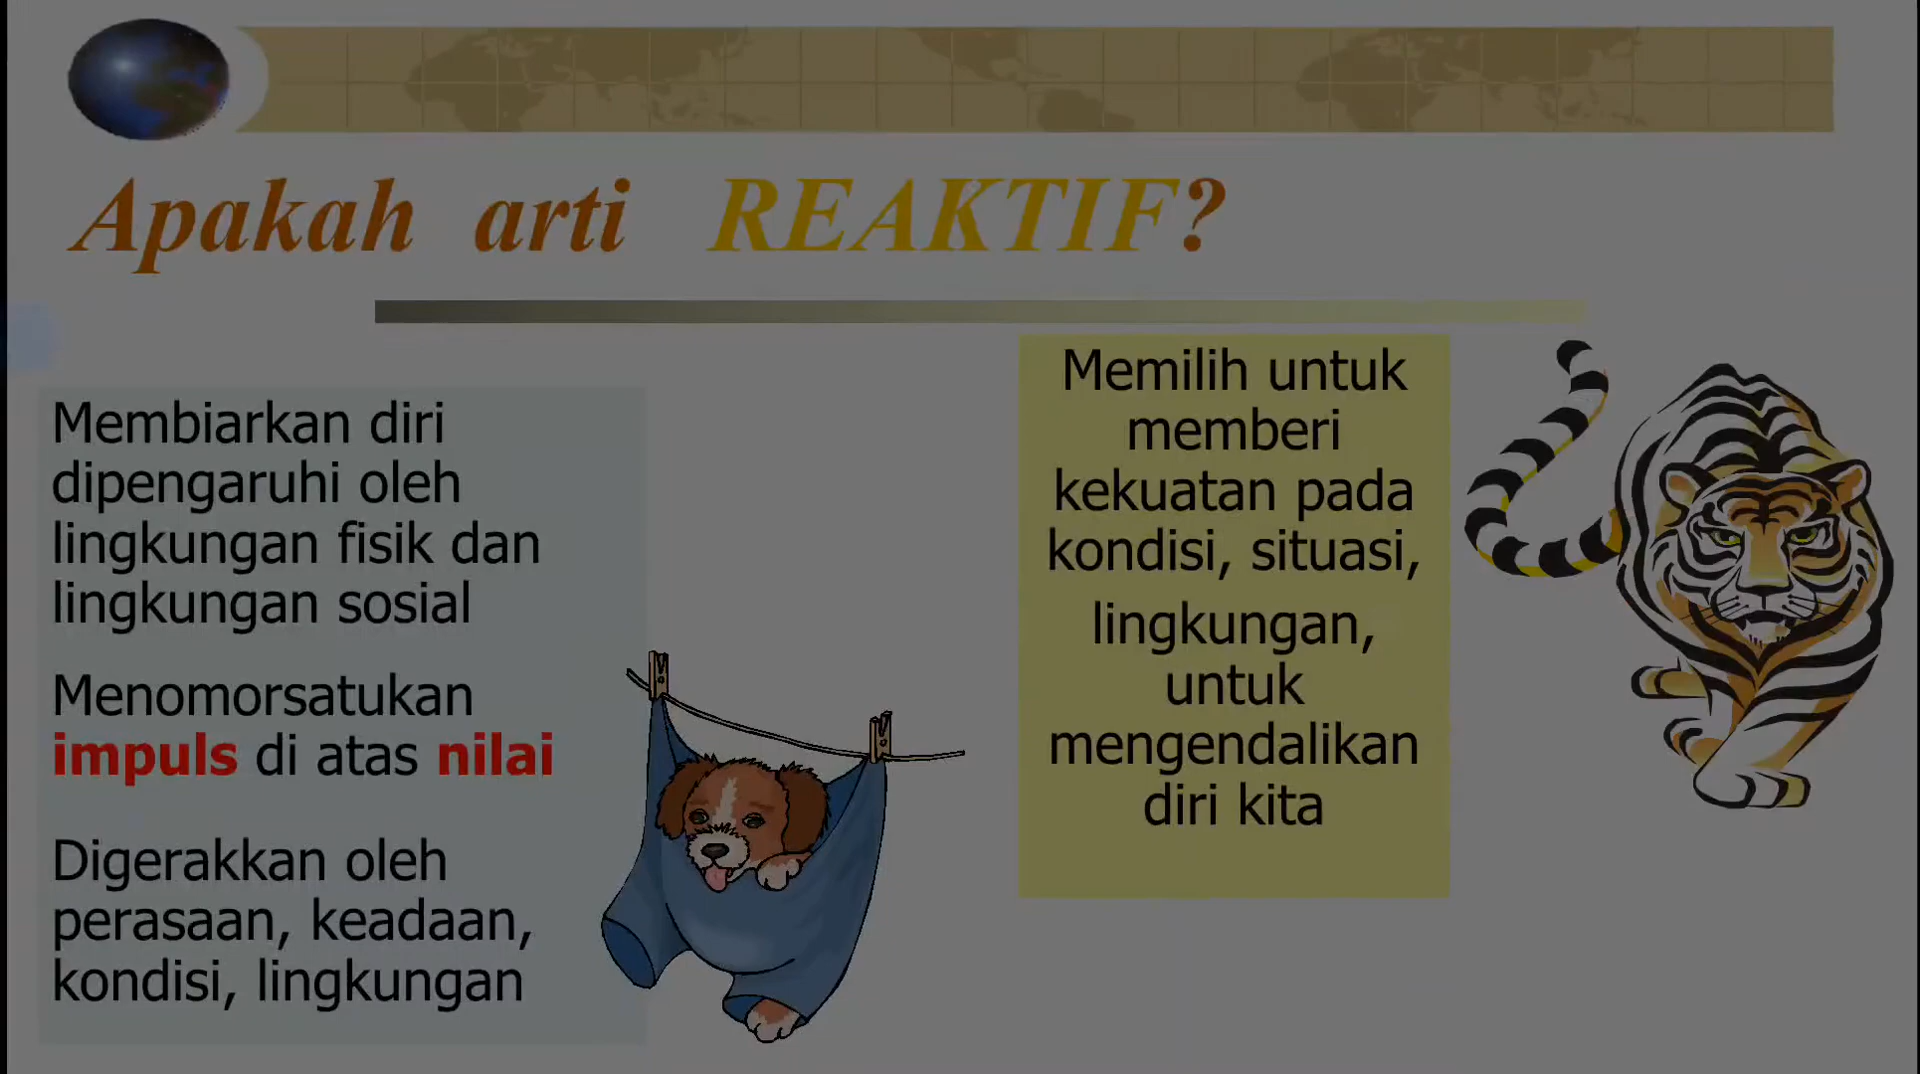 Apakah arti REAKTIF?
Membiarkan diri
dipengaruhi oleh
lingkungan fisik dan
lingkungan sosial
Menomorsatukan
impuls di atas nilai
Digerakkan oleh
perasaan, keadaan,
kondisi, lingkungan
Memilih untuk
memberi
kekuatan pada
kondisi, situasi,
lingkungan,
untuk
mengendalikan
diri kita